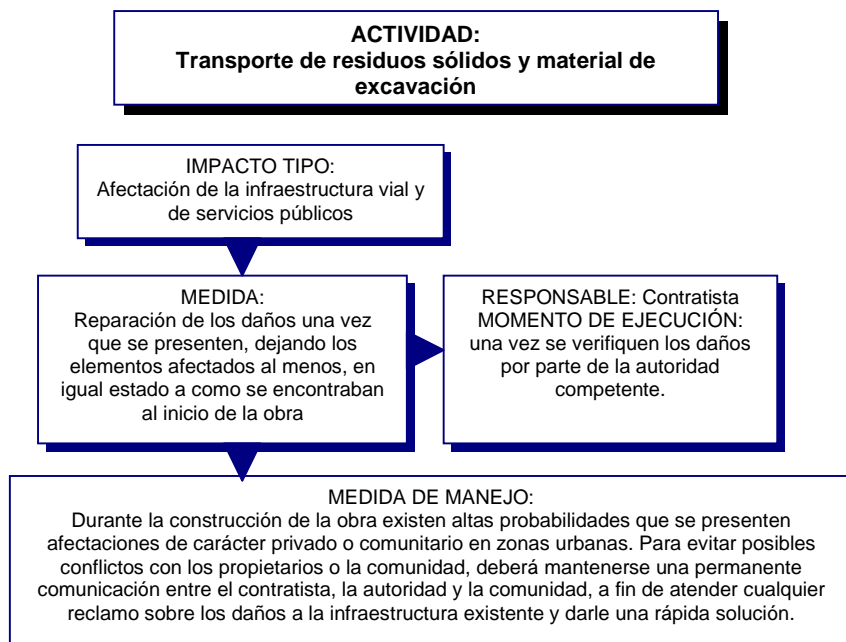 ACTIVIDAD:
Transporte de residuos sólidos y material de
excavación
IMPACTO TIPO:
Afectación de la infraestructura vial y
de servicios públicos
MEDIDA:
Reparación de los daños una vez
que se presenten, dejando los
elementos afectados al menos, en
igual estado a como se encontraban
al inicio de la obra
RESPONSABLE: Contratista
MOMENTO DE EJECUCIÓN:
una vez se verifiquen los daños
por parte de la autoridad
competente.
MEDIDA DE MANEJO:
Durante la construcción de la obra existen altas probabilidades que se presenten
afectaciones de carácter privado o comunitario en zonas urbanas. Para evitar posibles
conflictos con los propietarios o la comunidad, deberá mantenerse una permanente
comunicación entre el contratista, la autoridad y la comunidad, a fin de atender cualquier
reclamo sobre los daños a la infraestructura existente y darle una rápida solución.